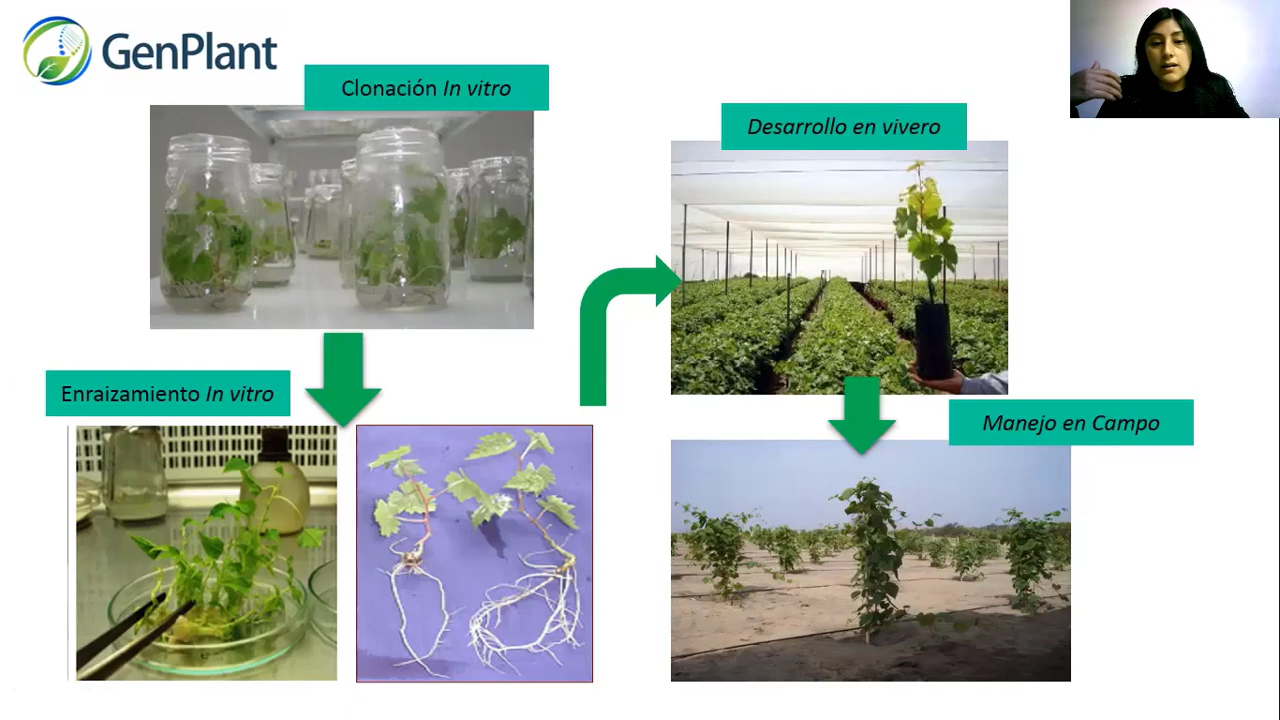 GenPlant
Clonación In vitro
Desarrollo en vivero
Enraizamiento In vitro
Manejo en Campo